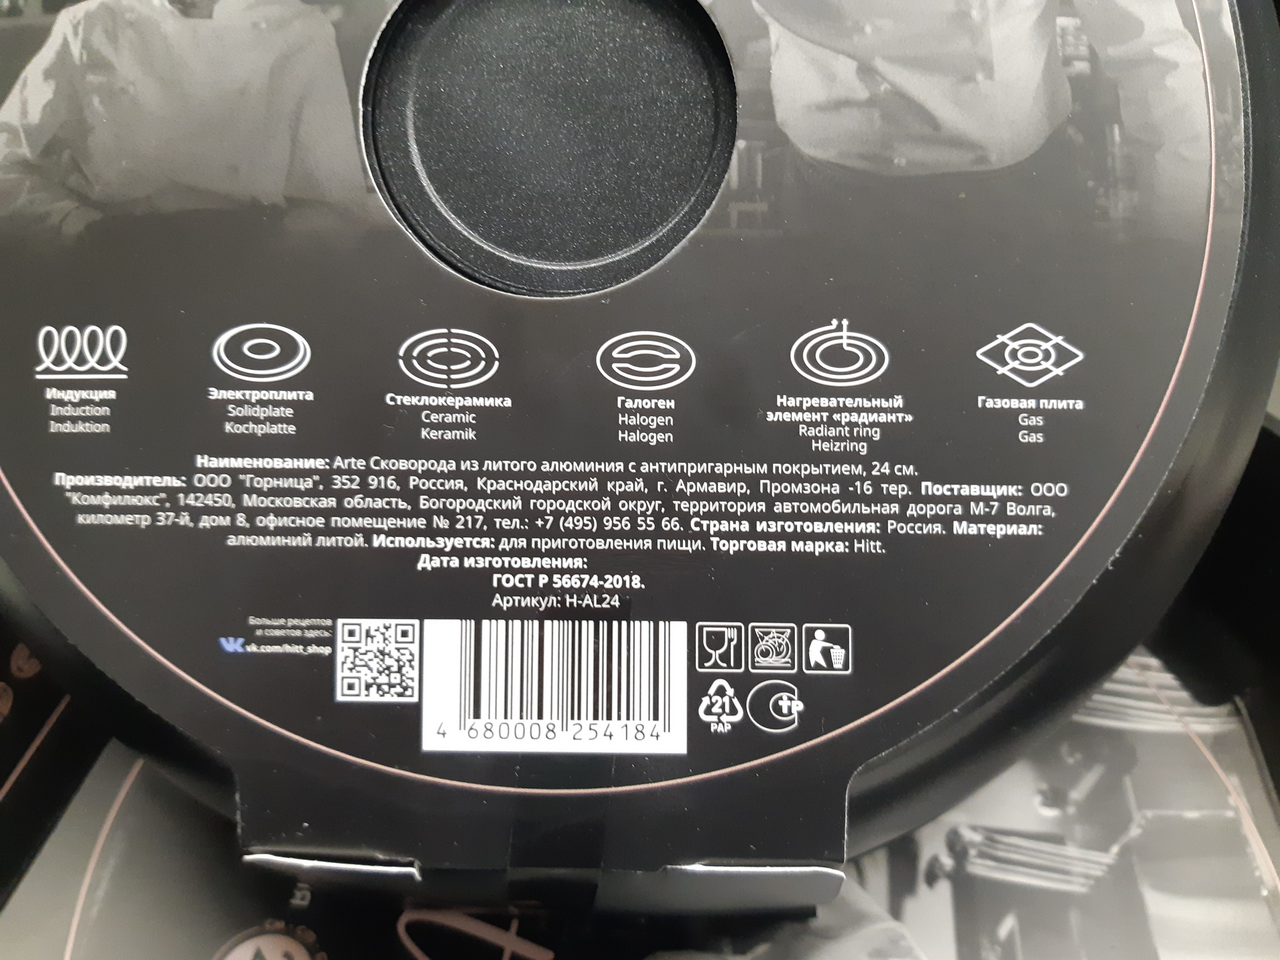 Индукция
Induction
Induktion
Электроплита
Solidplate
Kochplatte
Стеклокерамика
Ceramic
Keramik
Галоген
Halogen
Halogen
Нагревательный
элемент «радиант»
Radiant ring
Heizring
Газовая плита
Gas
Gas
Наименование: Arte Сковорода из литого алюминия с антипригарным покрытием, 24 см.
Производитель: ООО "Горница", 352 916, Россия, Краснодарский край, г. Армавир, Промзона -16 тер. Поставщик: ООО
"Комфилюкс", 142450, Московская область, Богородский городской округ, территория автомобильная дорога М-7 Волга,
километр 37-й, дом 8, офисное помещение № 217, тел.: +7 (495) 956 55 66. Страна изготовления: Россия. Материал:
алюминий литой. Используется: для приготовления пищи. Торговая марка: Hitt.
Дата изготовления:
ГОСТ Р 56674-2018.
Артикул: H-AL24
Больше рецептов
и советов здесь:
vk.com/hitt_shop
4 680008 254184
21
PAP